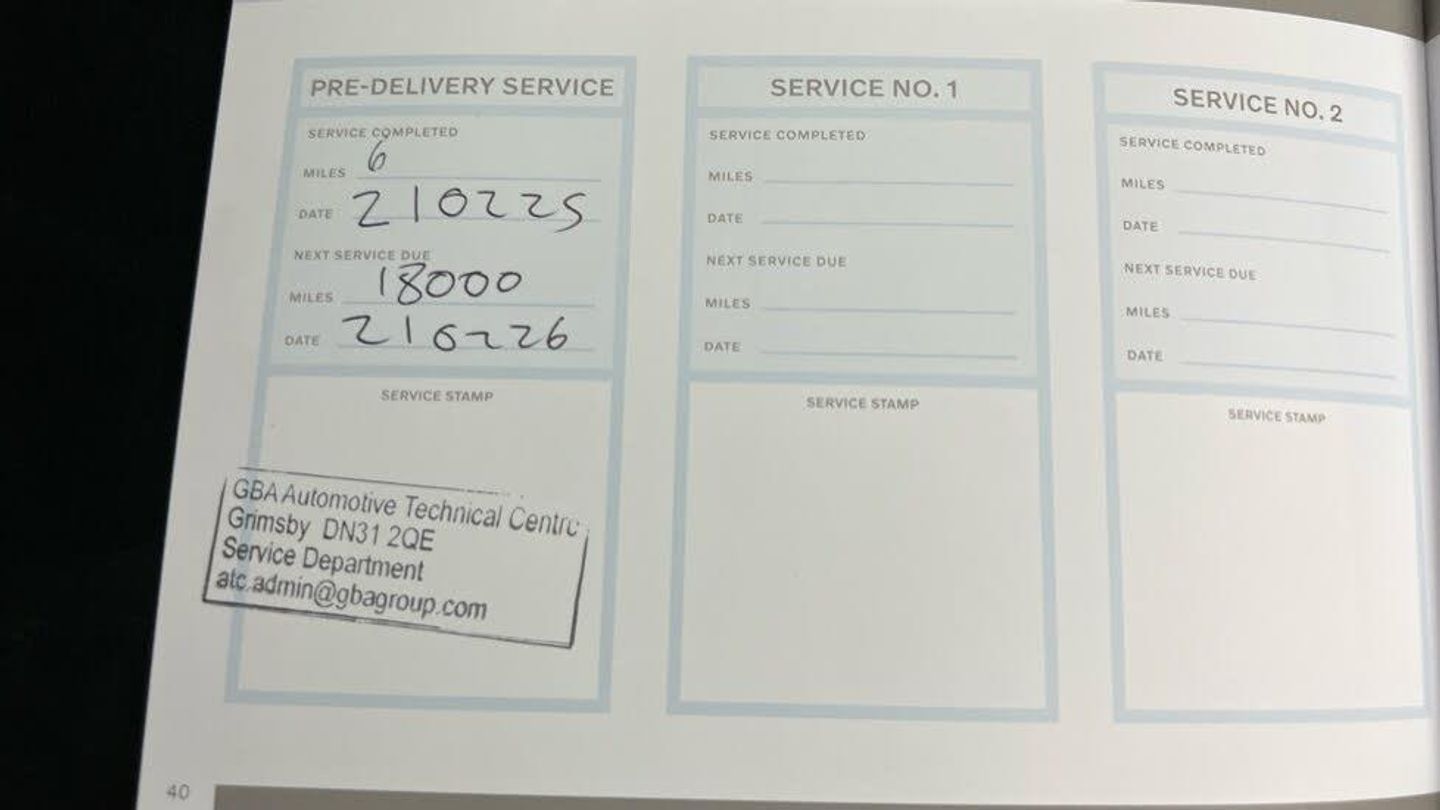 PRE-DELIVERY SERVICE
SERVICE COMPLETED
MILES 6
DATE 210225
NEXT SERVICE DUE
MILES 18000
DATE 210226
SERVICE STAMP
GBA Automotive Technical Centre
Grimsby DN31 2QE
Service Department
atc.admin@gbagroup.com
SERVICE NO. 1
SERVICE COMPLETED
MILES
DATE
NEXT SERVICE DUE
MILES
DATE
SERVICE STAMP
SERVICE NO. 2
SERVICE COMPLETED
MILES
DATE
NEXT SERVICE DUE
MILES
DATE
SERVICE STAMP
40